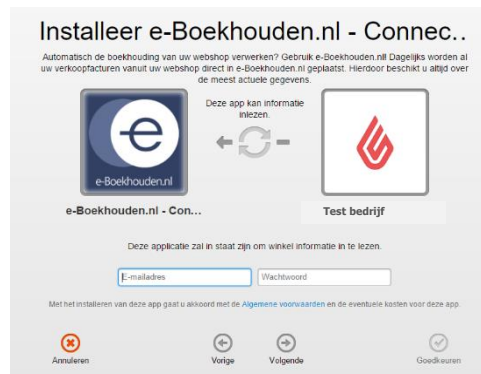 Installeer e-Boekhouden.nl - Connec..
Automatisch de boekhouding van uw webshop verwerken? Gebruik e-Boekhouden.nl! Dagelijks worden al
uw verkoopfacturen vanuit uw webshop direct in e-Boekhouden.nl geplaatst. Hierdoor beschikt u altijd over
de meest actuele gegevens.
Deze app kan informatie
inlezen.
e
e-Boekhouden.nl
e-Boekhouden.nl - Con...
Test bedrijf
Deze applicatie zal in staat zijn om winkel informatie in te lezen.
E-mailadres
Wachtwoord
Met het installeren van deze app gaat u akkoord met de Algemene voorwaarden en de eventuele kosten voor deze app.
Annuleren
Vorige
Volgende
Goedkeuren